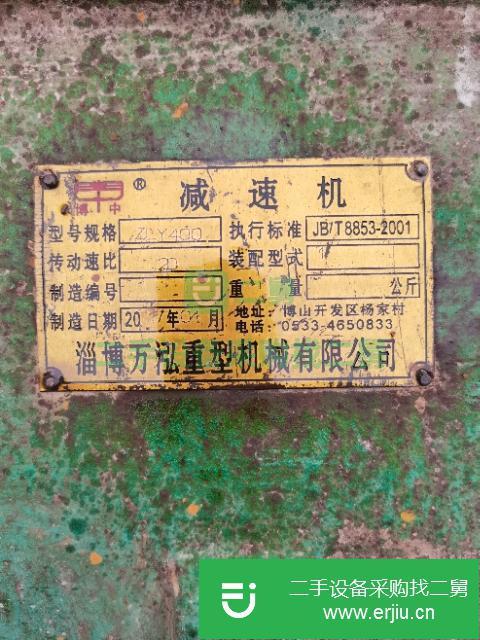 博中 ®
减速机
型号规格 ZLY400 执行标准 JB/T8853-2001
传动速比 20 装配型式 1
制造编号 重量 公斤
制造日期 20 年 04 月 地址：博山开发区杨家村
电话：0533-4650833
淄博万泓重型机械有限公司
二手设备采购找二舅
www.erjiu.cn